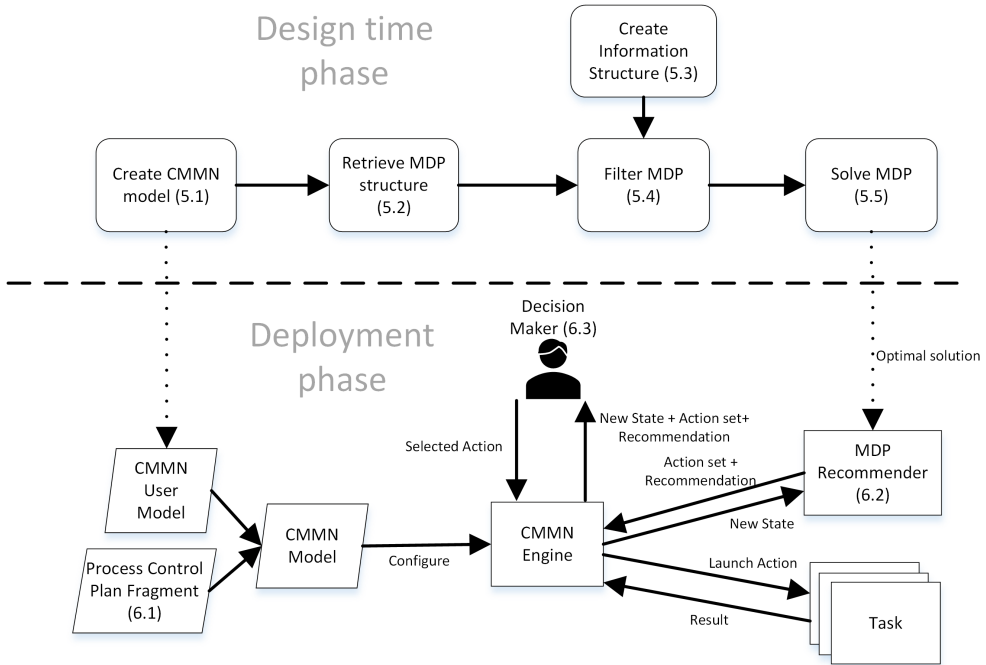 Design time
phase
Create
Information
Structure (5.3)
Create CMMN
model (5.1)
Retrieve MDP
structure
(5.2)
Filter MDP
(5.4)
Solve MDP
(5.5)
Deployment
phase
Decision
Maker (6.3)
Optimal solution
Selected Action
New State + Action set+
Recommendation
Action set +
Recommendation
MDP
Recommender
(6.2)
CMMN
User
Model
New State
CMMN
Model
Configure
CMMN
Engine
Process Control
Plan Fragment
(6.1)
Launch Action
Result
Task